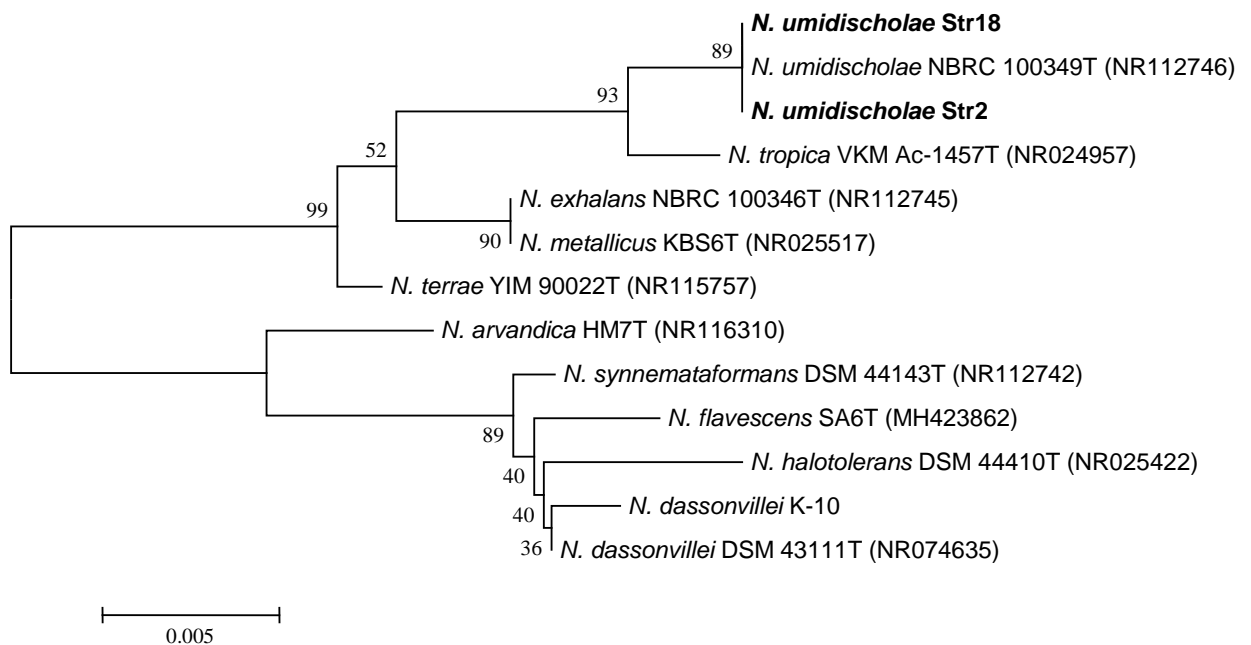 N. umidischolae Str18
89
N. umidischolae NBRC 100349T (NR112746)
93
N. umidischolae Str2
52
N. tropica VKM Ac-1457T (NR024957)
99
N. exhalans NBRC 100346T (NR112745)
90
N. metallicus KBS6T (NR025517)
N. terrae YIM 90022T (NR115757)
N. arvandica HM7T (NR116310)
N. synnemataformans DSM 44143T (NR112742)
89
N. flavescens SA6T (MH423862)
40
N. halotolerans DSM 44410T (NR025422)
40
N. dassonvillei K-10
36
N. dassonvillei DSM 43111T (NR074635)
0.005